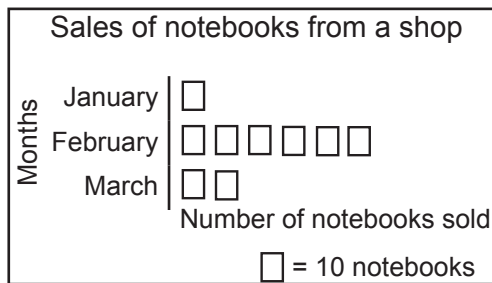 Sales of notebooks from a shop
Months
January
February
March
Number of notebooks sold
= 10 notebooks